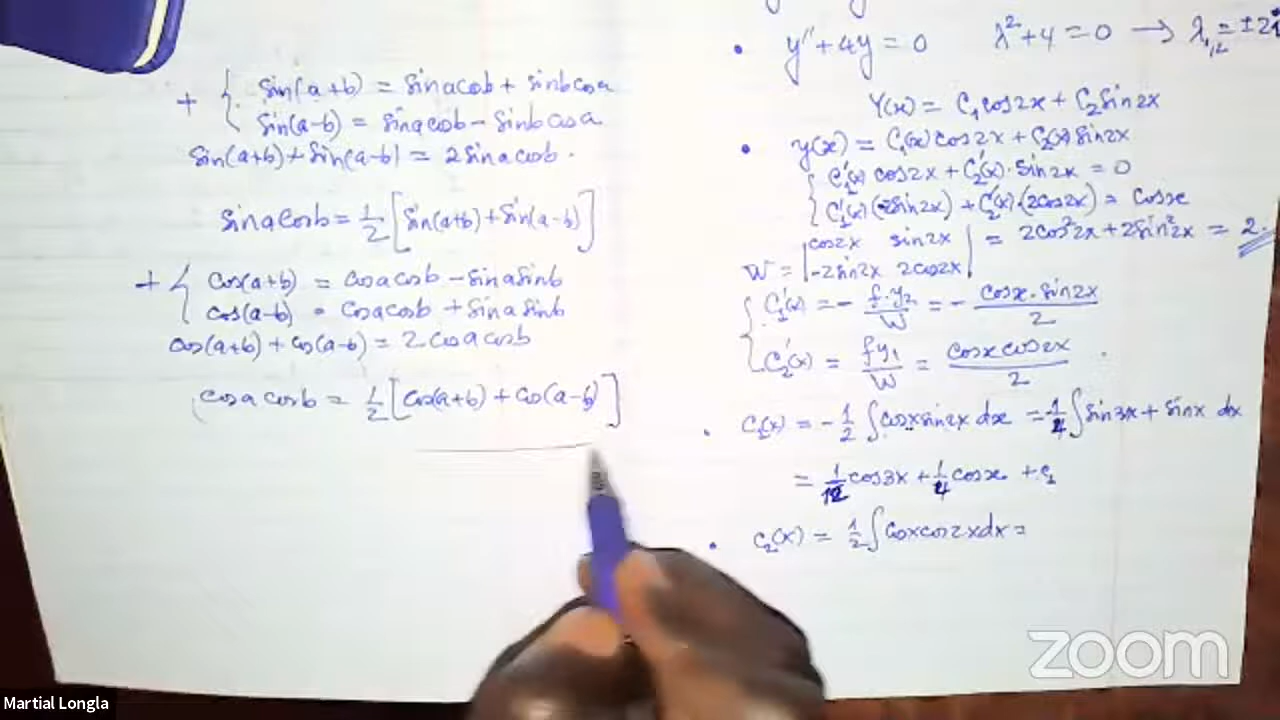 + { sin(a+b) = sinacosb + sinbcosa
sin(a-b) = sinacosb - sinbcosa
sin(a+b) + sin(a-b) = 2sinacosb.
sinacosb = 1/2 [sin(a+b) + sin(a-b)]
+ { cos(a+b) = cosacosb - sinasinb
cos(a-b) = cosacosb + sinasinb
cos(a+b) + cos(a-b) = 2cosacosb
cosacosb = 1/2 [cos(a+b) + cos(a-b)]
• y'' + 4y = 0 λ² + 4 = 0 → λ₁,₂ = ±2i
Y(x) = C₁cos2x + C₂sin2x
• y(x) = C₁(x)cos2x + C₂(x)sin2x
{ C₁'(x) cos2x + C₂'(x)·sin2x = 0
C₁'(x)(-2sin2x) + C₂'(x)(2cos2x) = cosx
W = |cos2x sin2x| = 2cos²2x + 2sin²2x = 2.
|-2sin2x 2cos2x|
{ C₁'(x) = - f·y₂/W = - cosx·sin2x/2
C₂'(x) = fy₁/W = cosxcos2x/2.
• C₁(x) = -1/2 ∫cosxsin2x dx = -1/4 ∫sin3x + sinx dx
= 1/12 cos3x + 1/4 cosx + c₁
• C₂(x) = 1/2 ∫cosxcos2xdx =
zoom
Martial Longla